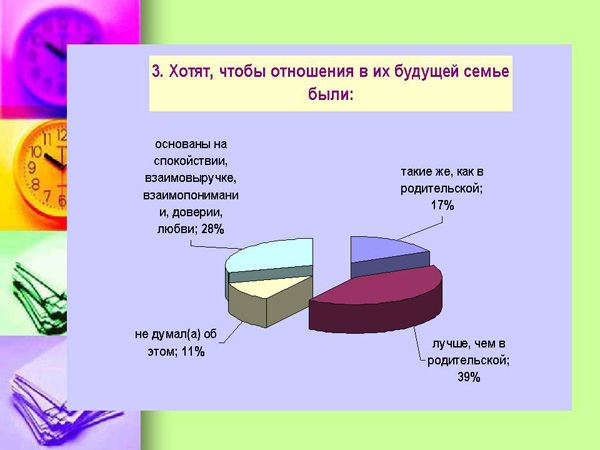 3. Хотят, чтобы отношения в их будущей семье
были:
основаны на
спокойствии,
взаимовыручке,
взаимопонимани
и, доверии,
любви; 28%
такие же, как в
родительской;
17%
не думал(а) об
этом; 11%
лучше, чем в
родительской;
39%